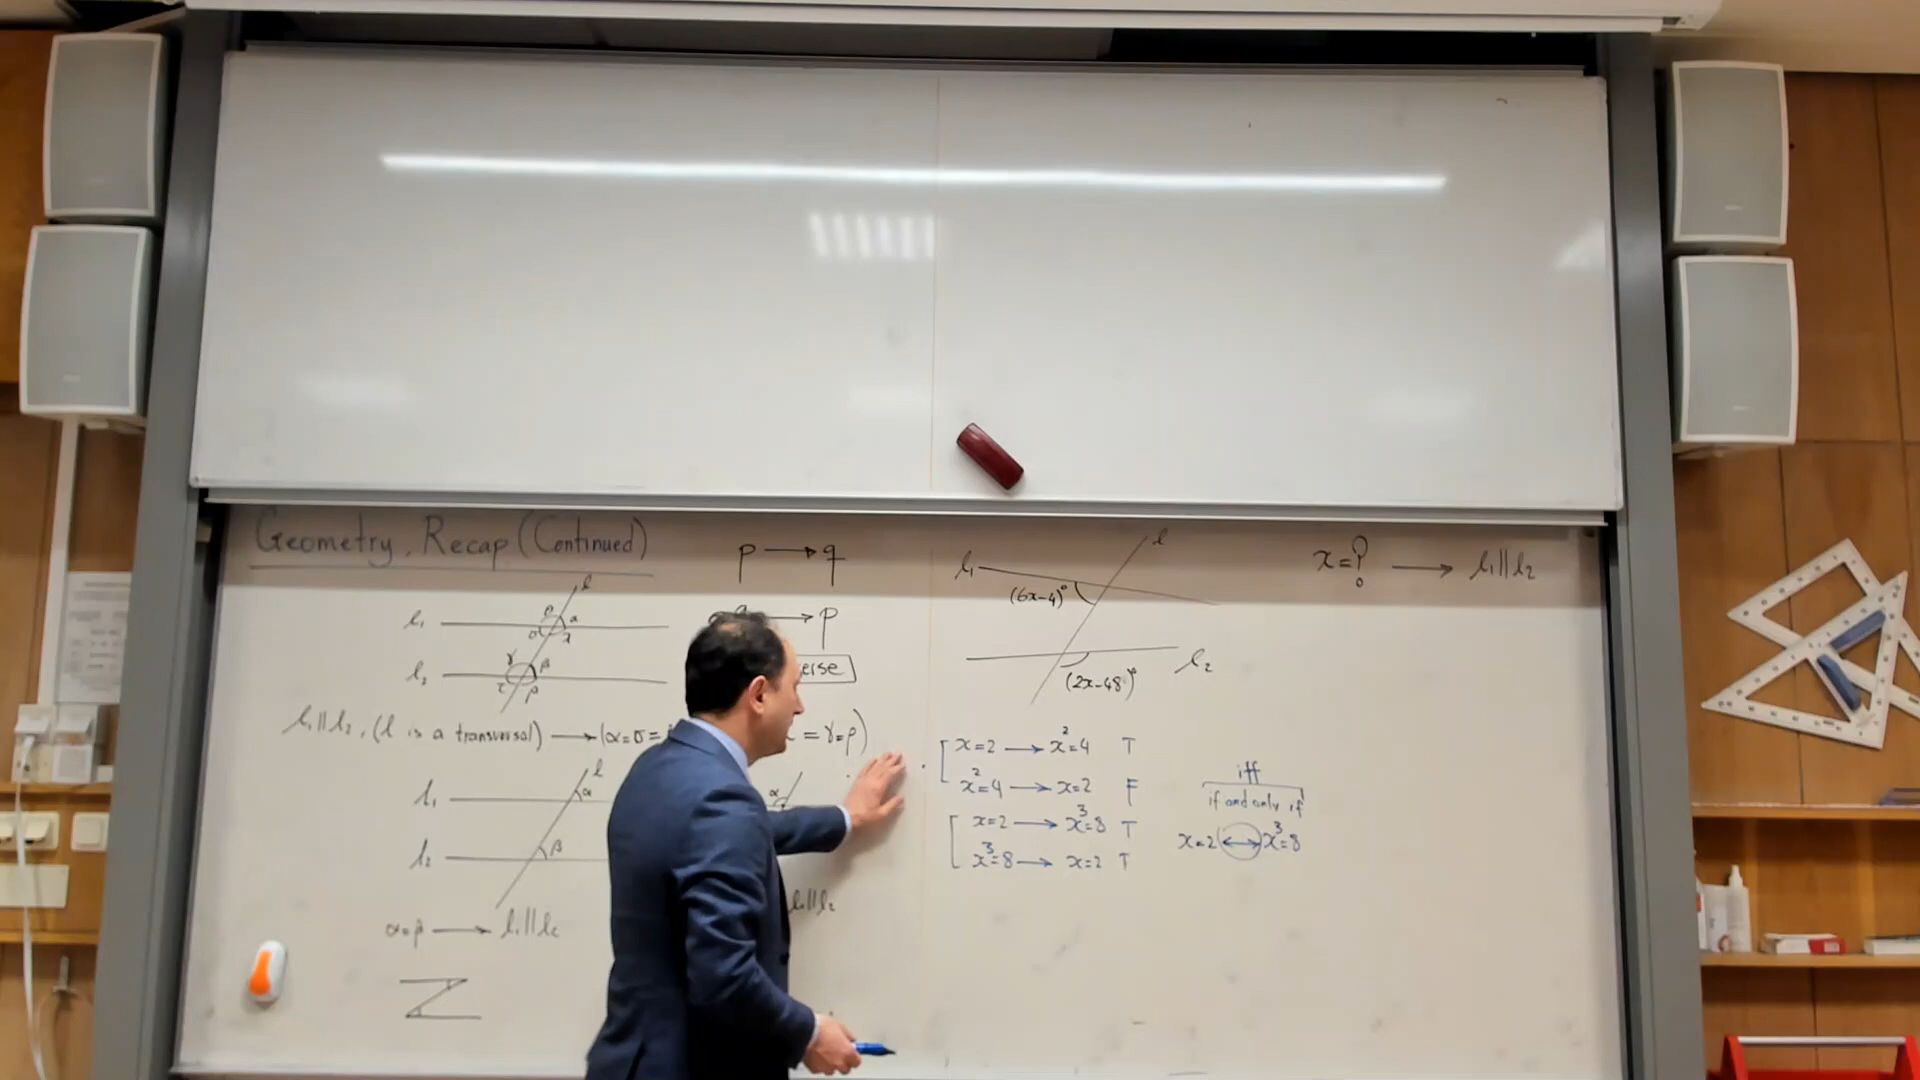 Geometry, Recap (Continued)
p → q
→ p
erse
l
l₁
θ α
σ λ
l₂
γ β
τ ρ
l₁ || l₂, (l is a transversal) → (α=σ=
= γ=ρ)
l
l₁
α
l₂
β
α=β → l₁ || l₂
α
l₁ || l₂
l
l₁
(6x-4)°
l₂
(2x-48)°
x=? → l₁ || l₂
x=2 → x²=4 T
x²=4 → x=2 F
x=2 → x³=8 T
x³=8 → x=2 T
iff
if and only if
x=2 ↔ x³=8